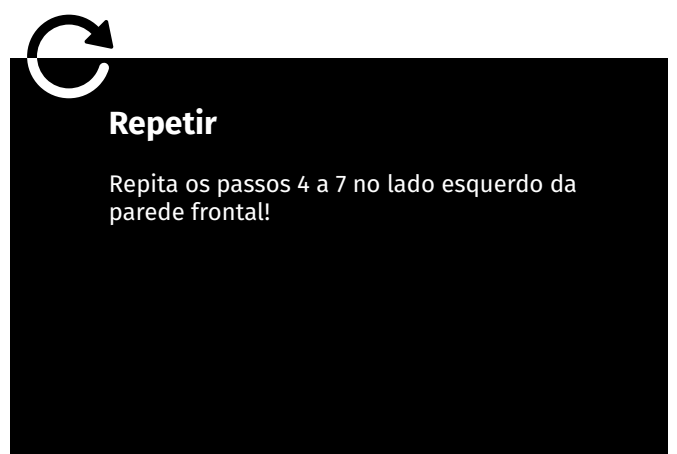 Repetir
Repita os passos 4 a 7 no lado esquerdo da
parede frontal!